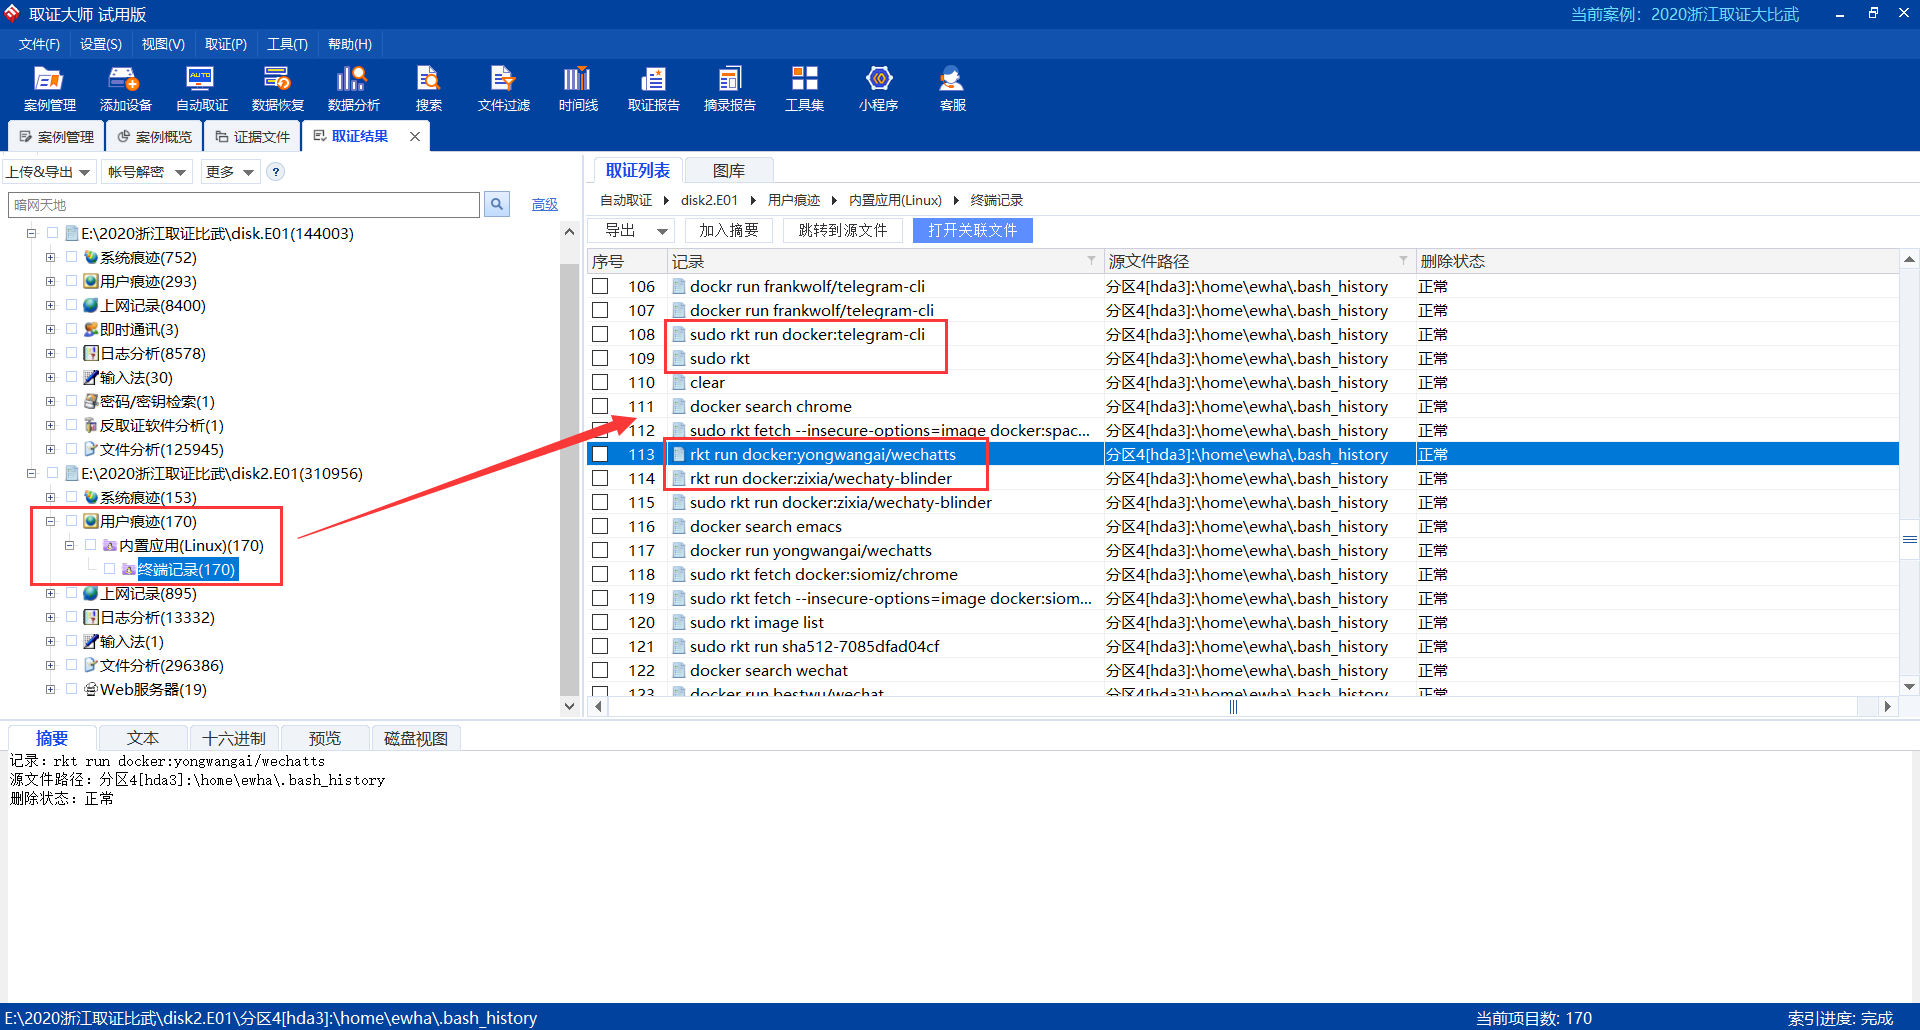 取证大师 试用版
当前案例： 2020浙江取证大比武
文件(F) 设置(S) 视图(V) 取证(P) 工具(T) 帮助(H)
案例管理 添加设备 自动取证 数据恢复 数据分析 搜索 文件过滤 时间线 取证报告 摘录报告 工具集 小程序 客服
案例管理 案例概览 证据文件 取证结果
上传&导出 帐号解密 更多 ?
暗网天地 高级
E:\2020浙江取证比武\disk.E01(144003)
系统痕迹(752)
用户痕迹(293)
上网记录(8400)
即时通讯(3)
日志分析(8578)
输入法(30)
密码/密钥检索(1)
反取证软件分析(1)
文件分析(125945)
E:\2020浙江取证比武\disk2.E01(310956)
系统痕迹(153)
用户痕迹(170)
内置应用(Linux)(170)
终端记录(170)
上网记录(895)
日志分析(13332)
输入法(1)
文件分析(296386)
Web服务器(19)
取证列表 图库
自动取证 disk2.E01 用户痕迹 内置应用(Linux) 终端记录
导出 加入摘要 跳转到源文件 打开关联文件
序号 记录 源文件路径 删除状态
106 dockr run frankwolf/telegram-cli 分区4[hda3]:\home\ewha\.bash_history 正常
107 docker run frankwolf/telegram-cli 分区4[hda3]:\home\ewha\.bash_history 正常
108 sudo rkt run docker:telegram-cli 分区4[hda3]:\home\ewha\.bash_history 正常
109 sudo rkt 分区4[hda3]:\home\ewha\.bash_history 正常
110 clear 分区4[hda3]:\home\ewha\.bash_history 正常
111 docker search chrome 分区4[hda3]:\home\ewha\.bash_history 正常
112 sudo rkt fetch --insecure-options=image docker:spac... 分区4[hda3]:\home\ewha\.bash_history 正常
113 rkt run docker:yongwangai/wechatts 分区4[hda3]:\home\ewha\.bash_history 正常
114 rkt run docker:zixia/wechaty-blinder 分区4[hda3]:\home\ewha\.bash_history 正常
115 sudo rkt run docker:zixia/wechaty-blinder 分区4[hda3]:\home\ewha\.bash_history 正常
116 docker search emacs 分区4[hda3]:\home\ewha\.bash_history 正常
117 docker run yongwangai/wechatts 分区4[hda3]:\home\ewha\.bash_history 正常
118 sudo rkt fetch docker:siomiz/chrome 分区4[hda3]:\home\ewha\.bash_history 正常
119 sudo rkt fetch --insecure-options=image docker:siom... 分区4[hda3]:\home\ewha\.bash_history 正常
120 sudo rkt image list 分区4[hda3]:\home\ewha\.bash_history 正常
121 sudo rkt run sha512-7085dfad04cf 分区4[hda3]:\home\ewha\.bash_history 正常
122 docker search wechat 分区4[hda3]:\home\ewha\.bash_history 正常
123 docker run bestwu/wechat 分区4[hda3]:\home\ewha\.bash_history 正常
摘要 文本 十六进制 预览 磁盘视图
记录：rkt run docker:yongwangai/wechatts
源文件路径：分区4[hda3]:\home\ewha\.bash_history
删除状态：正常
E:\2020浙江取证比武\disk2.E01\分区4[hda3]:\home\ewha\.bash_history 当前项目数: 170 索引进度: 完成